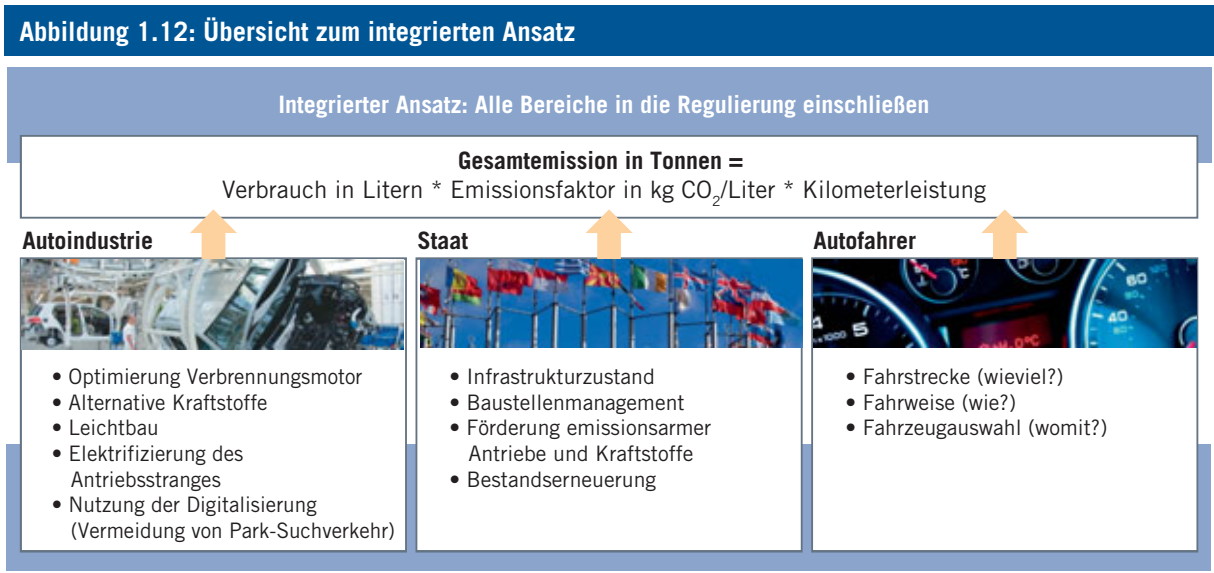 Abbildung 1.12: Übersicht zum integrierten Ansatz
Integrierter Ansatz: Alle Bereiche in die Regulierung einschließen
Gesamtemission in Tonnen =
Verbrauch in Litern * Emissionsfaktor in kg CO₂/Liter * Kilometerleistung
Autoindustrie
• Optimierung Verbrennungsmotor
• Alternative Kraftstoffe
• Leichtbau
• Elektrifizierung des
Antriebsstranges
• Nutzung der Digitalisierung
(Vermeidung von Park-Suchverkehr)
Staat
• Infrastrukturzustand
• Baustellenmanagement
• Förderung emissionsarmer
Antriebe und Kraftstoffe
• Bestandserneuerung
Autofahrer
5
60
40
• Fahrstrecke (wieviel?)
• Fahrweise (wie?)
• Fahrzeugauswahl (womit?)